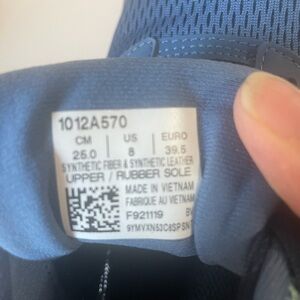 1012A570
CM US EURO
25.0 8 39.5
SYNTHETIC FIBER & SYNTHETIC LEATHER
UPPER / RUBBER SOLE
MADE IN VIETNAM
FABRIQUE AU VIETNAM
F921119 BV